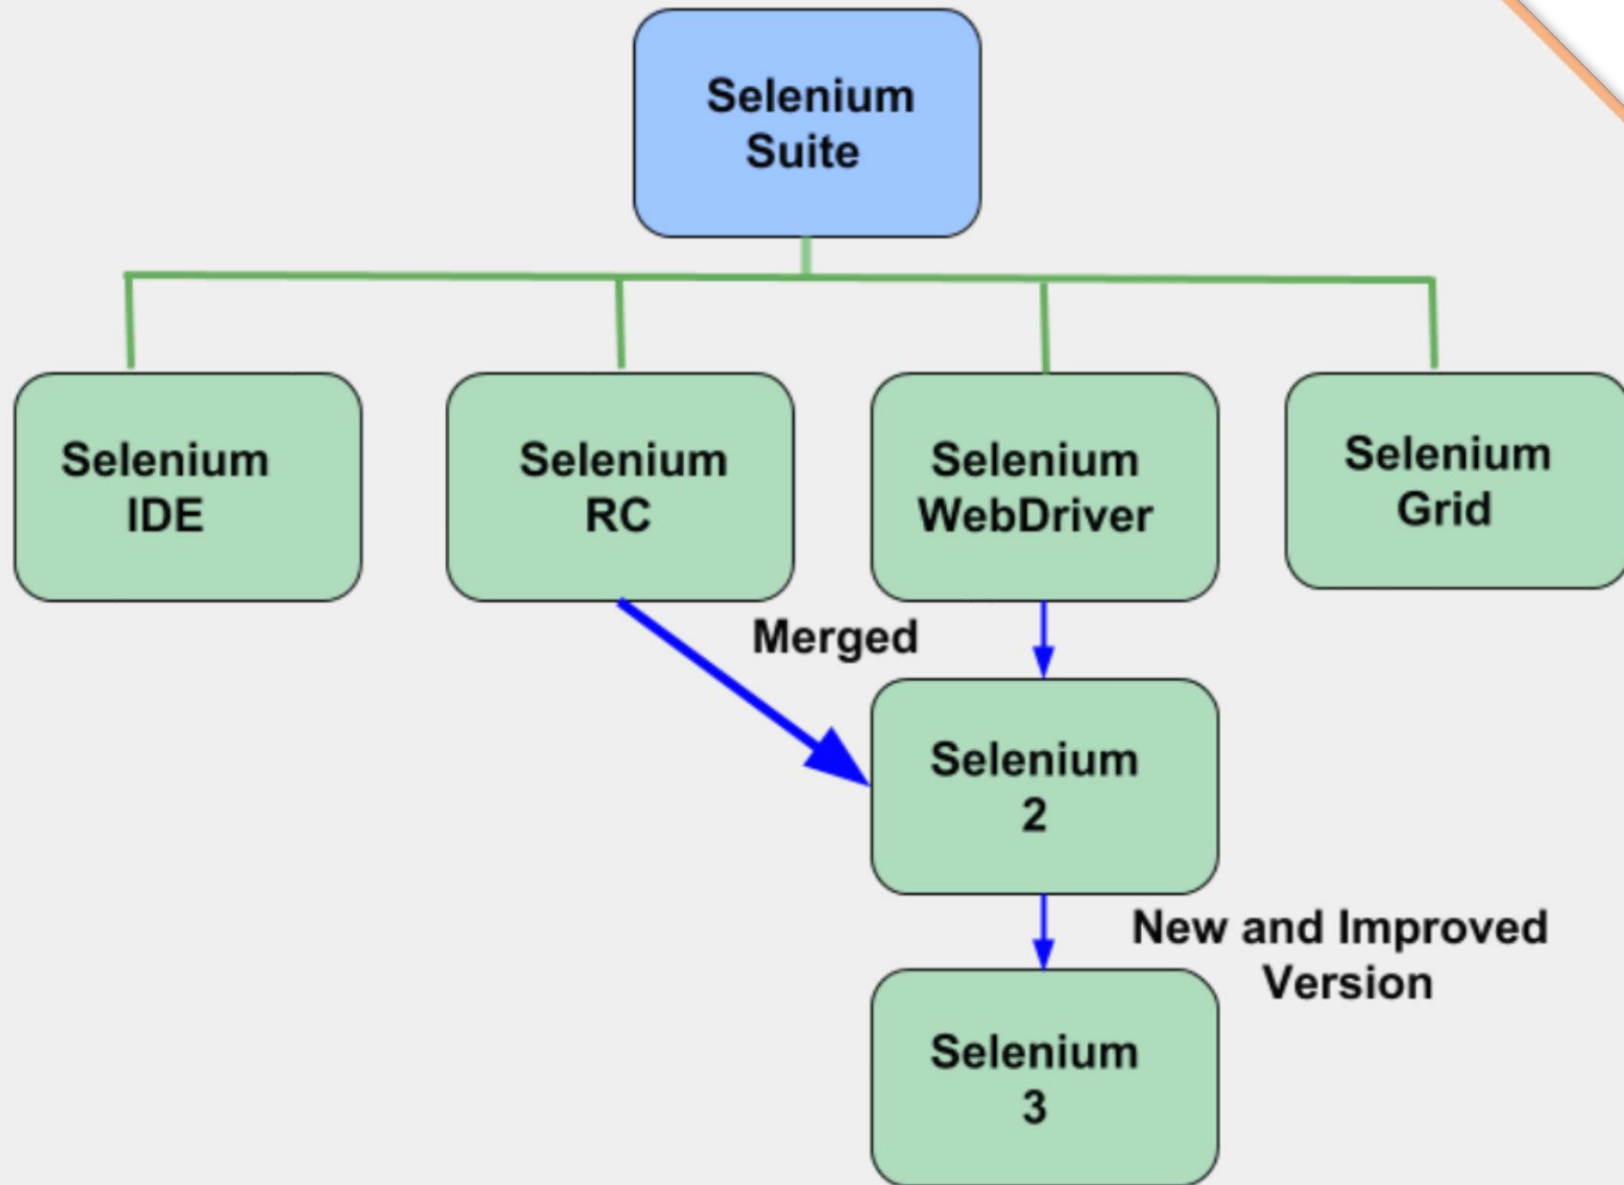 Selenium
Suite
Selenium
IDE
Selenium
RC
Selenium
WebDriver
Selenium
Grid
Merged
Selenium
2
New and Improved
Version
Selenium
3